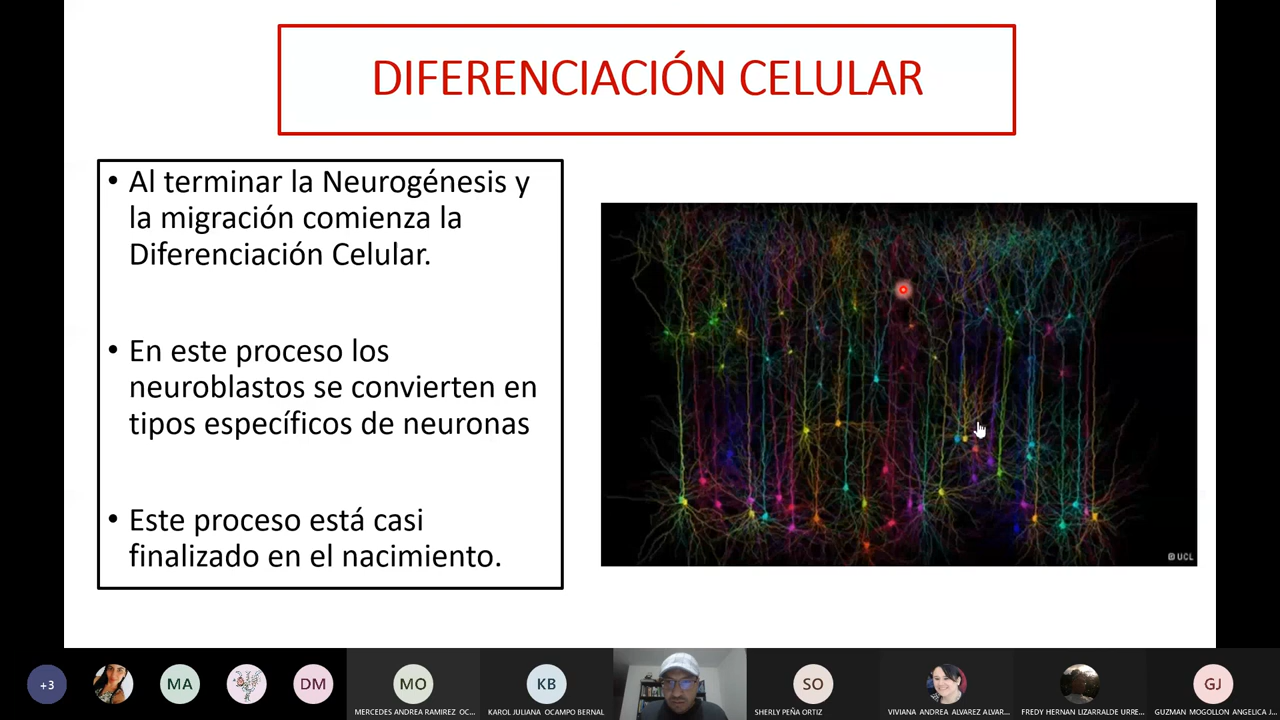 DIFERENCIACIÓN CELULAR
• Al terminar la Neurogénesis y
la migración comienza la
Diferenciación Celular.
• En este proceso los
neuroblastos se convierten en
tipos específicos de neuronas
• Este proceso está casi
finalizado en el nacimiento.
UCL
+3
MA
DM
MO
KB
SO
GJ
MERCEDES ANDREA RAMIREZ OC...
KAROL JULIANA OCAMPO BERNAL
SHERLY PEÑA ORTIZ
VIVIANA ANDREA ALVAREZ ALVAR...
FREDY HERNAN LIZARRALDE URRE...
GUZMAN MOGOLLON ANGELICA J...